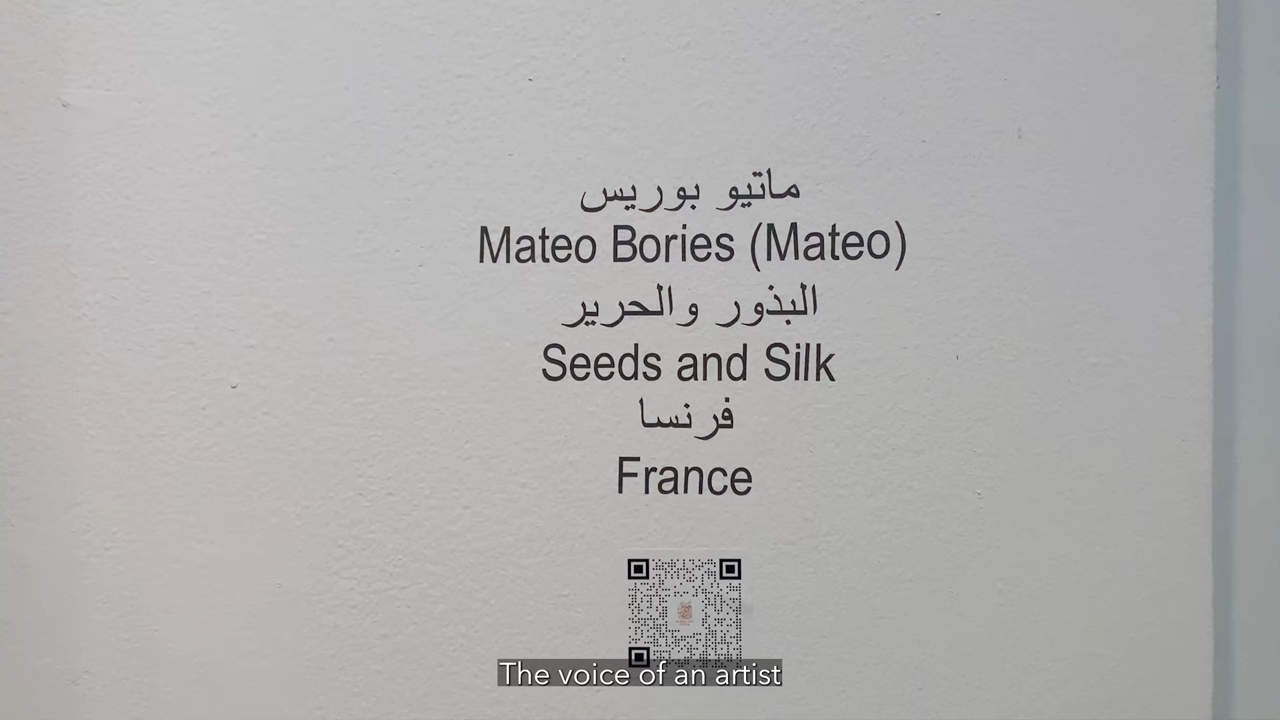 ماتيو بوريس
Mateo Bories (Mateo)
البذور والحرير
Seeds and Silk
فرنسا
France
The voice of an artist